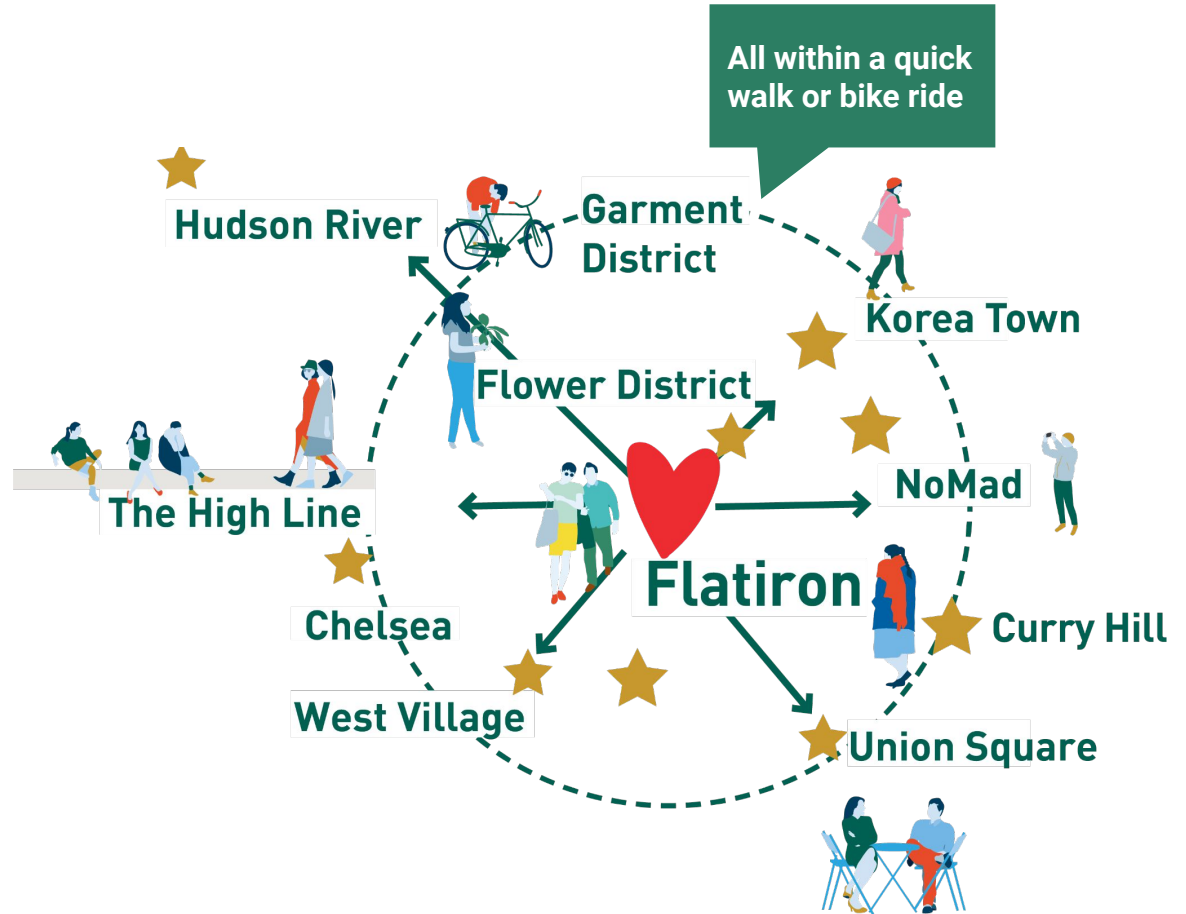 All within a quick
walk or bike ride
Hudson River
Garment
District
Korea Town
Flower District
NoMad
The High Line
Flatiron
Chelsea
Curry Hill
West Village
Union Square